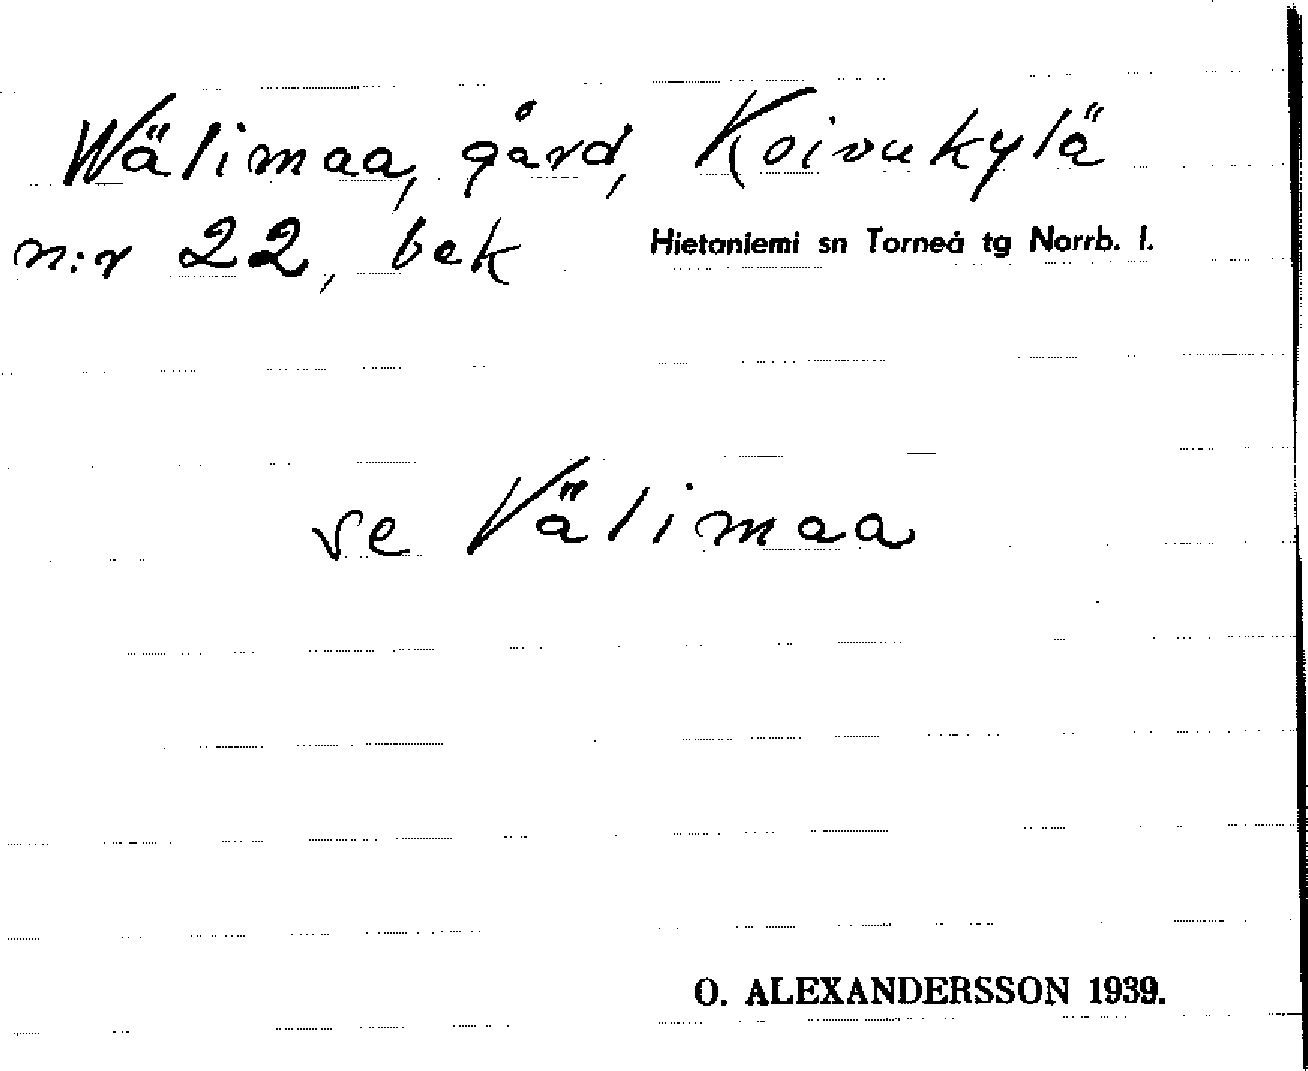 Wälimaa, gård, Koivukylä
n:r 22, bek Hietaniemi sn Torneå tg Norrb. l.
se Välimaa
O. ALEXANDERSSON 1939.